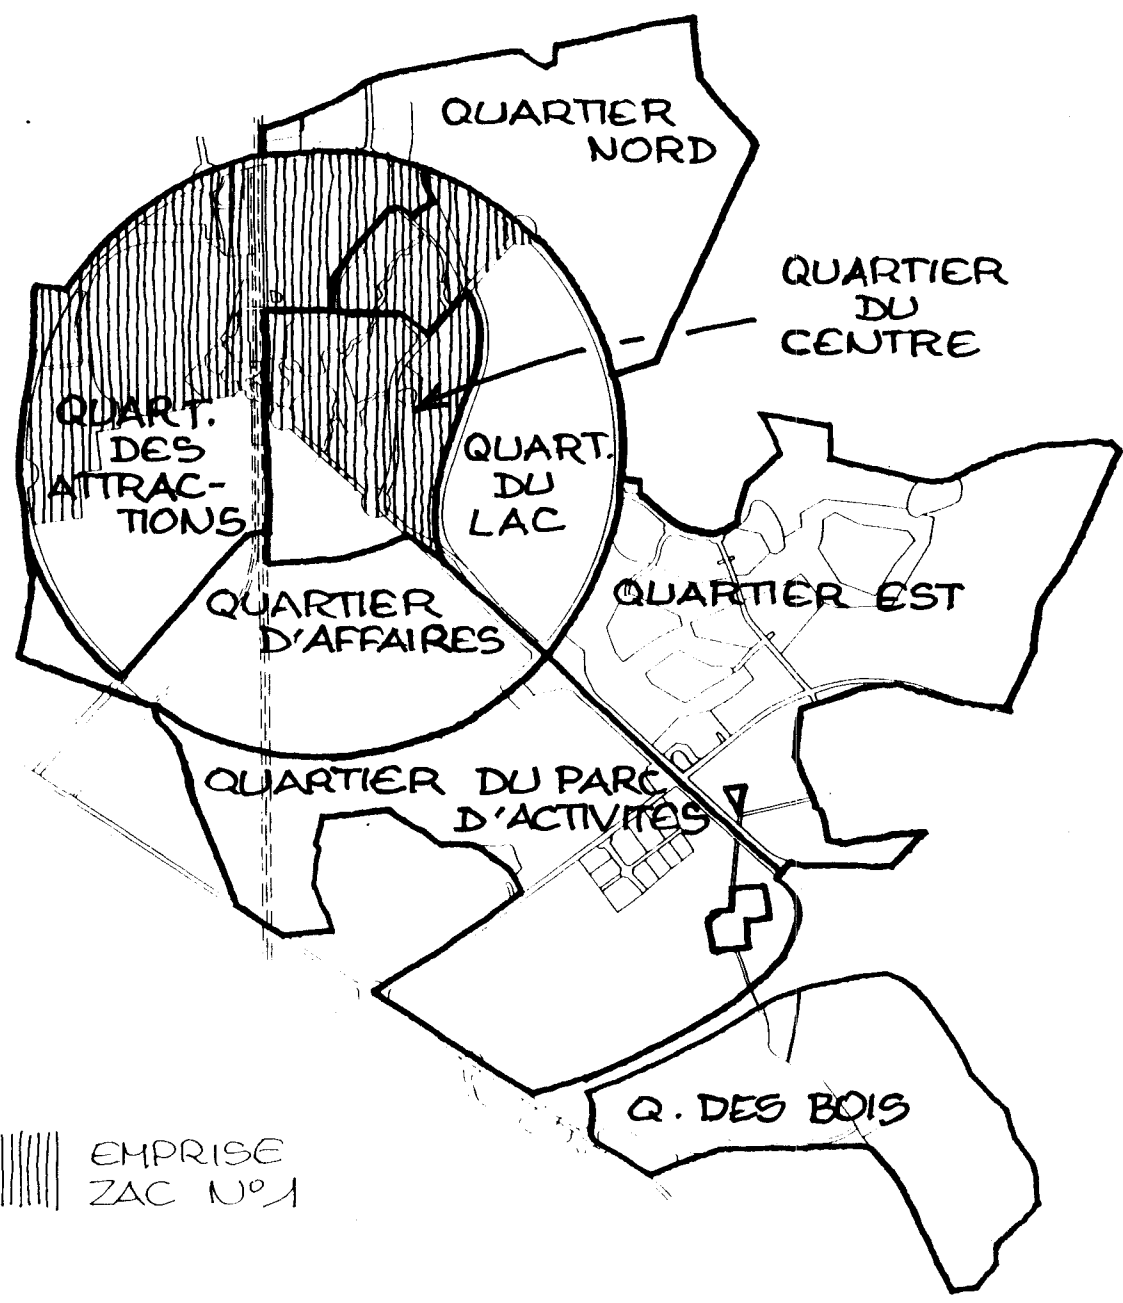 QUARTIER
NORD
QUARTIER
DU
CENTRE
QUART.
DES
ATTRAC-
TIONS
QUART.
DU
LAC
QUARTIER
D'AFFAIRES
QUARTIER EST
QUARTIER DU PARC
D'ACTIVITES
Q. DES BOIS
EMPRISE
ZAC N°1